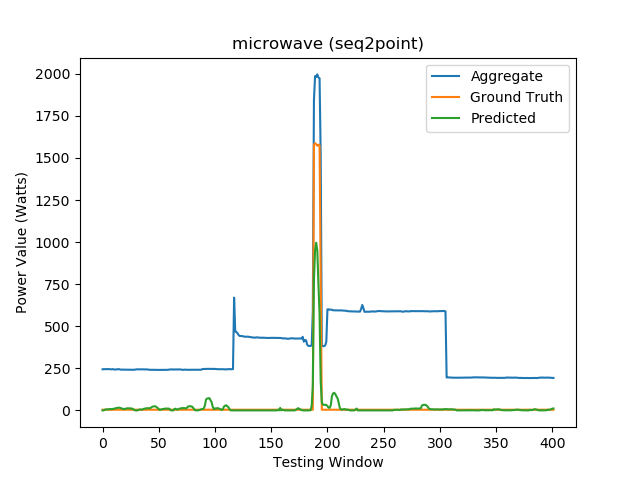 microwave (seq2point)
Aggregate
Ground Truth
Predicted
Power Value (Watts)
2000
1750
1500
1250
1000
750
500
250
0
0 50 100 150 200 250 300 350 400
Testing Window